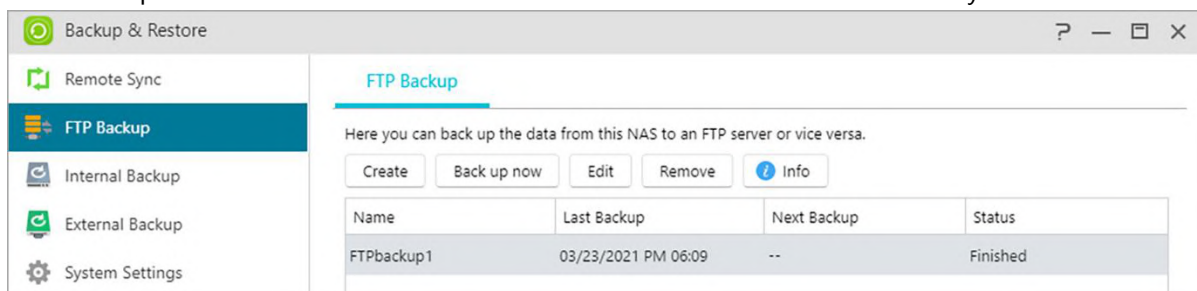 Backup & Restore
Remote Sync
FTP Backup
Internal Backup
External Backup
System Settings
FTP Backup
Here you can back up the data from this NAS to an FTP server or vice versa.
Create Back up now Edit Remove Info
Name Last Backup Next Backup Status
FTPbackup1 03/23/2021 PM 06:09 -- Finished